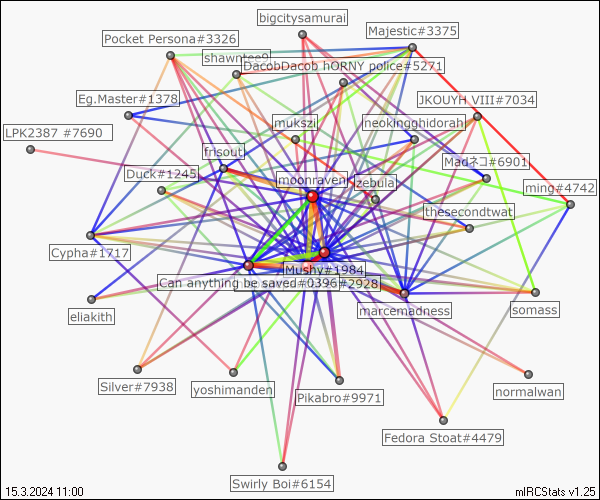 bigcitysamurai
Majestic#3375
Pocket Persona#3326
shawntee0
DacobDacob hORNY police#5271
Eg.Master#1378
JKOUYH VIII#7034
mukszi
neokingghidorah
LPK2387 #7690
frisout
Madネコ#6901
Duck#1245
moonraven
zebula
ming#4742
thesecondtwat
Cypha#1717
Mushy#1984
Can anything be saved#0396
#2928
marcemadness
somass
eliakith
Silver#7938
yoshimanden
Pikabro#9971
normalwan
Fedora Stoat#4479
Swirly Boi#6154
15.3.2024 11:00
mIRCStats v1.25